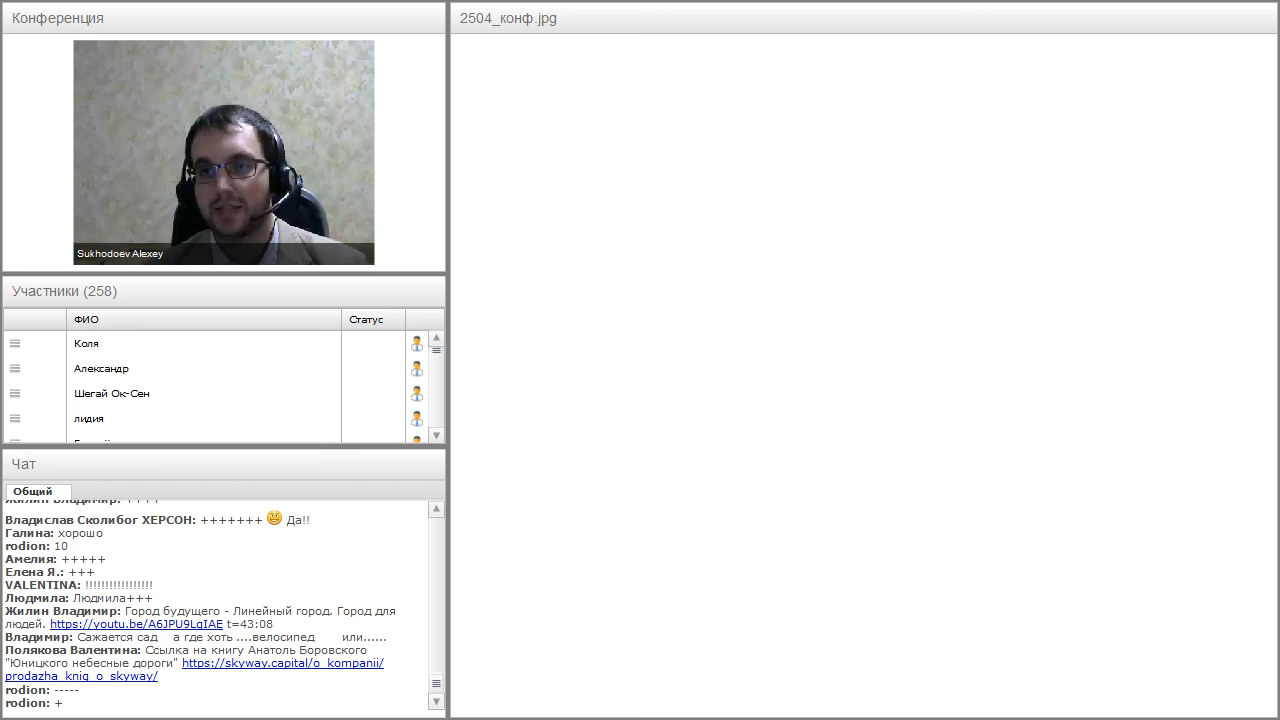 Конференция
2504_конф.jpg
Sukhodoev Alexey
Участники (258)
ФИО Статус
Коля
Александр
Шегай Ок-Сен
лидия
Чат
Общий
Жилин Владимир: ++++
Владислав Сколибог ХЕРСОН: +++++++ Да!!
Галина: хорошо
rodion: 10
Амелия: +++++
Елена Я.: +++
VALENTINA: !!!!!!!!!!!!!!!!!
Людмила: Людмила+++
Жилин Владимир: Город будущего - Линейный город. Город для
людей. https://youtu.be/A6JPU9LgIAE t=43:08
Владимир: Сажается сад а где хоть ....велосипед или......
Полякова Валентина: Ссылка на книгу Анатоль Боровского
"Юницкого небесные дороги" https://skyway.capital/o_kompanii/
prodazha_knig_o_skyway/
rodion: -----
rodion: +